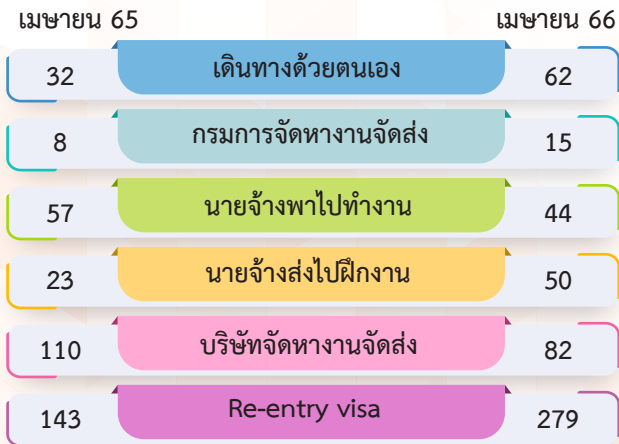 เมษายน 65 เมษายน 66
32 เดินทางด้วยตนเอง 62
8 กรมการจัดหางานจัดส่ง 15
57 นายจ้างพาไปทำงาน 44
23 นายจ้างส่งไปฝึกงาน 50
110 บริษัทจัดหางานจัดส่ง 82
143 Re-entry visa 279